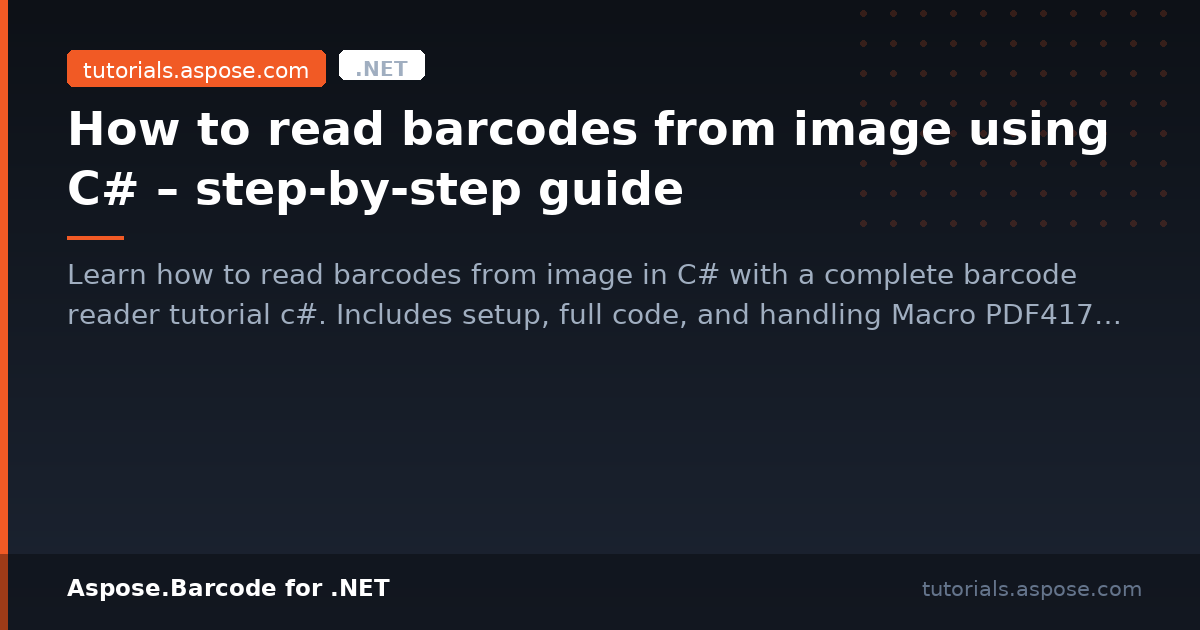 tutorials.aspose.com .NET
How to read barcodes from image using
C# – step-by-step guide
Learn how to read barcodes from image in C# with a complete barcode
reader tutorial c#. Includes setup, full code, and handling Macro PDF417...
Aspose.Barcode for .NET tutorials.aspose.com